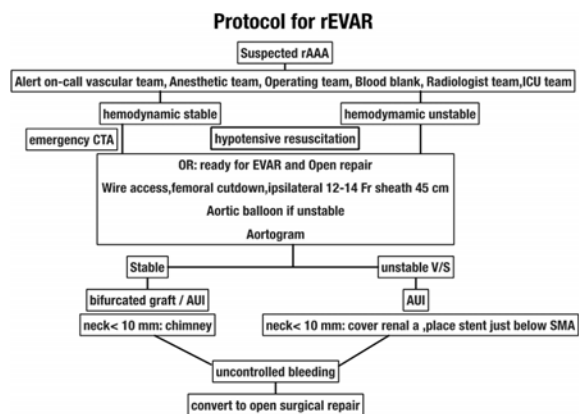 Protocol for rEVAR
Suspected rAAA
Alert on-call vascular team, Anesthetic team, Operating team, Blood blank, Radiologist team,ICU team
hemodynamic stable
hemodymamic unstable
emergency CTA
hypotensive resuscitation
OR: ready for EVAR and Open repair
Wire access,femoral cutdown,ipsilateral 12-14 Fr sheath 45 cm
Aortic balloon if unstable
Aortogram
Stable
unstable V/S
bifurcated graft / AUI
AUI
neck< 10 mm: chimney
neck< 10 mm: cover renal a ,place stent just below SMA
uncontrolled bleeding
convert to open surgical repair